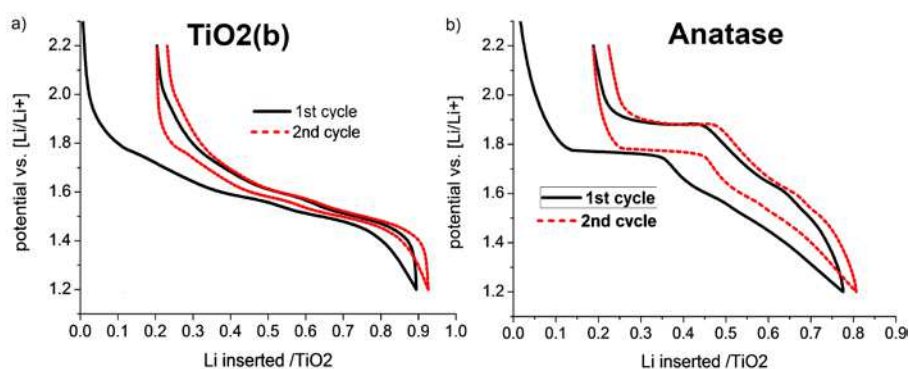 a)
TiO2(b)
potential vs. [Li/Li+]
2.2
2.0
1.8
1.6
1.4
1.2
1st cycle
2nd cycle
0.0 0.1 0.2 0.3 0.4 0.5 0.6 0.7 0.8 0.9 1.0
Li inserted /TiO2
b)
Anatase
potential vs. [Li/Li+]
2.2
2.0
1.8
1.6
1.4
1.2
1st cycle
2nd cycle
0.0 0.1 0.2 0.3 0.4 0.5 0.6 0.7 0.8 0.9
Li inserted /TiO2